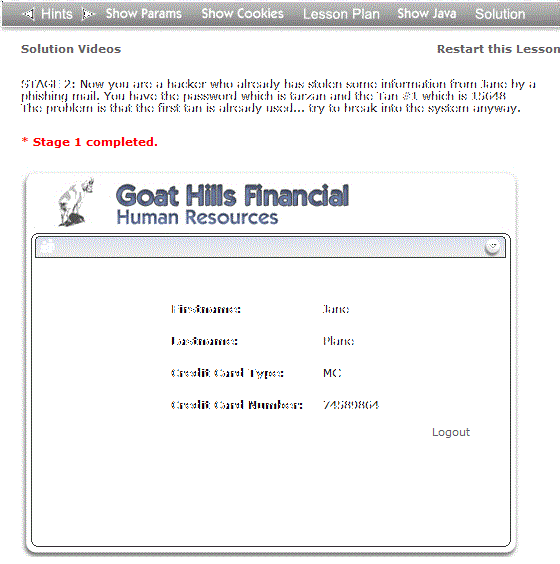 Hints Show Params Show Cookies Lesson Plan Show Java Solution
Solution Videos Restart this Lesson
STAGE 2: Now you are a hacker who already has stolen some information from Jane by a
phishing mail. You have the password which is tarzan and the Tan #1 which is 15648
The problem is that the first tan is already used... try to break into the system anyway.
* Stage 1 completed.
Goat Hills Financial
Human Resources
Firstname: Jane
Lastname: Plane
Credit Card Type: MC
Credit Card Number: 74589864
Logout